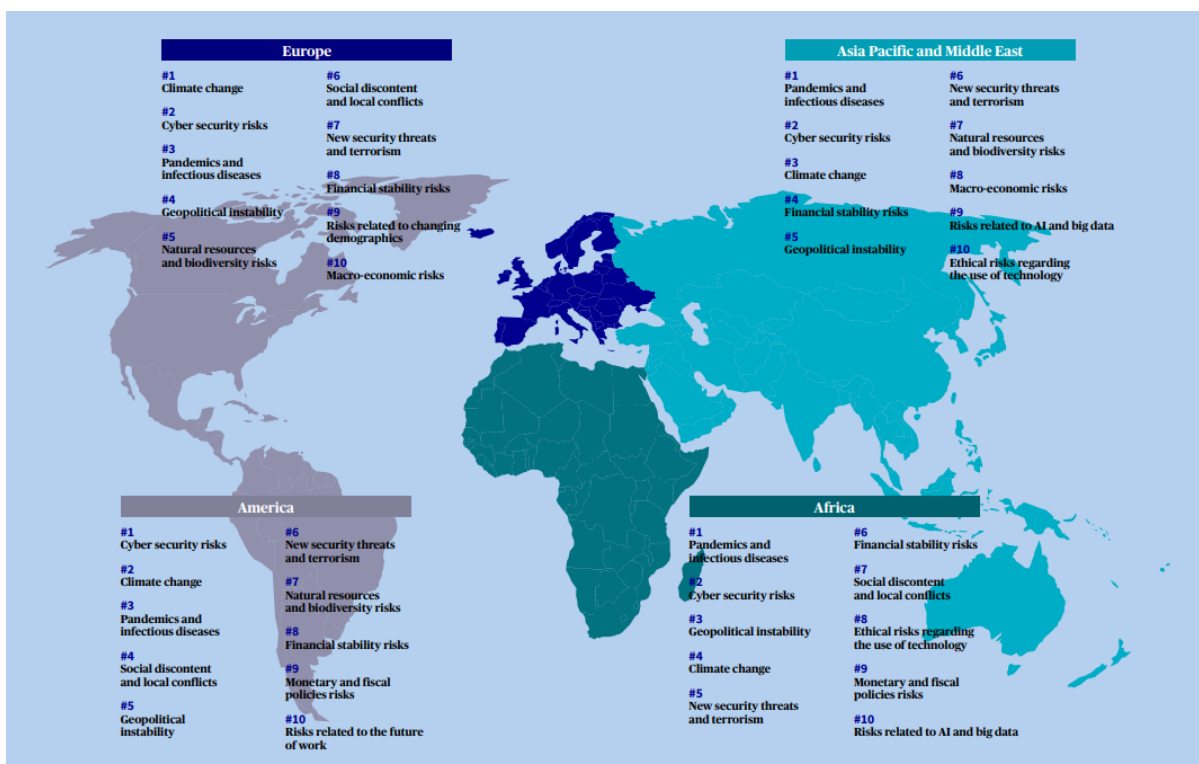 Europe
#1
Climate change
#2
Cyber security risks
#3
Pandemics and
infectious diseases
#4
Geopolitical instability
#5
Natural resources
and biodiversity risks
#6
Social discontent
and local conflicts
#7
New security threats
and terrorism
#8
Financial stability risks
#9
Risks related to changing
demographics
#10
Macro-economic risks
Asia Pacific and Middle East
#1
Pandemics and
infectious diseases
#2
Cyber security risks
#3
Climate change
#4
Financial stability risks
#5
Geopolitical instability
#6
New security threats
and terrorism
#7
Natural resources
and biodiversity risks
#8
Macro-economic risks
#9
Risks related to AI and big data
#10
Ethical risks regarding
the use of technology
America
#1
Cyber security risks
#2
Climate change
#3
Pandemics and
infectious diseases
#4
Social discontent
and local conflicts
#5
Geopolitical
instability
#6
New security threats
and terrorism
#7
Natural resources
and biodiversity risks
#8
Financial stability risks
#9
Monetary and fiscal
policies risks
#10
Risks related to the future
of work
Africa
#1
Pandemics and
infectious diseases
#2
Cyber security risks
#3
Geopolitical instability
#4
Climate change
#5
New security threats
and terrorism
#6
Financial stability risks
#7
Social discontent
and local conflicts
#8
Ethical risks regarding
the use of technology
#9
Monetary and fiscal
policies risks
#10
Risks related to AI and big data